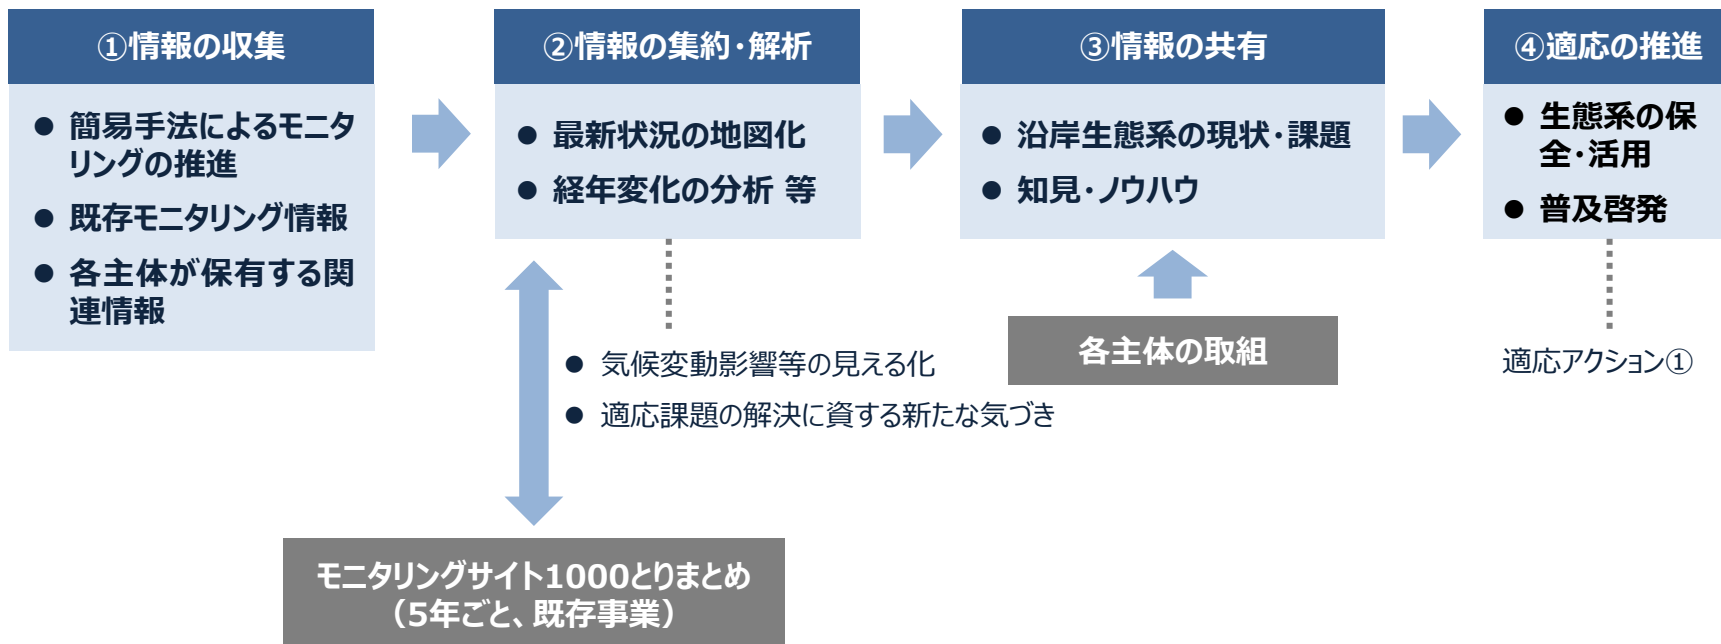 ①情報の収集
● 簡易手法によるモニタ
リングの推進
● 既存モニタリング情報
● 各主体が保有する関
連情報
②情報の集約・解析
● 最新状況の地図化
● 経年変化の分析 等
● 気候変動影響等の見える化
● 適応課題の解決に資する新たな気づき
モニタリングサイト1000とりまとめ
（5年ごと、既存事業）
③情報の共有
● 沿岸生態系の現状・課題
● 知見・ノウハウ
各主体の取組
④適応の推進
● 生態系の保
全・活用
● 普及啓発
適応アクション①